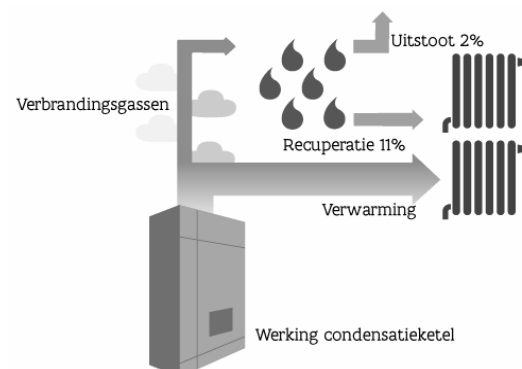 Uitstoot 2%
Verbrandingsgassen
Recuperatie 11%
Verwarming
Werking condensatieketel